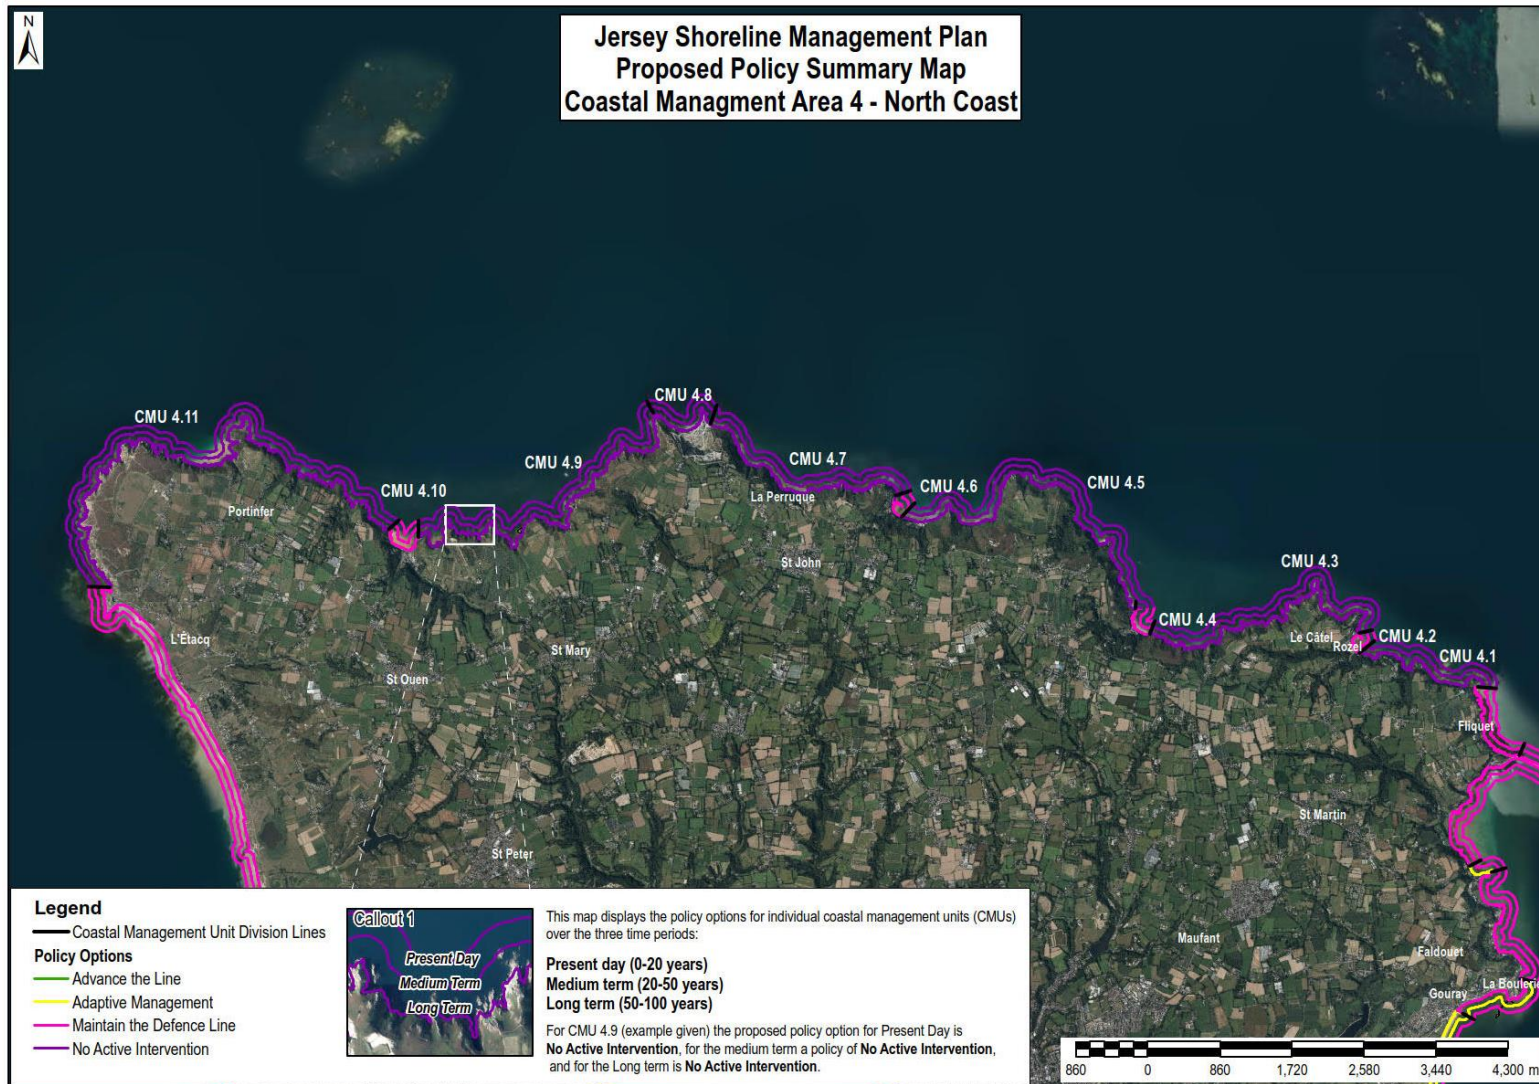 N
Jersey Shoreline Management Plan
Proposed Policy Summary Map
Coastal Managment Area 4 - North Coast
CMU 4.8
CMU 4.11
CMU 4.9
CMU 4.7
CMU 4.5
CMU 4.6
CMU 4.10
La Perruque
Portinfer
St John
CMU 4.3
CMU 4.4
Le Câtel
CMU 4.2
Rozel
L'Étacq
St Mary
CMU 4.1
St Ouen
Fliquet
St Martin
St Peter
Maufant
Faldouet
Gouray
La Boulerie
Legend
Coastal Management Unit Division Lines
Policy Options
Advance the Line
Adaptive Management
Maintain the Defence Line
No Active Intervention
Callout 1
Present Day
Medium Term
Long Term
This map displays the policy options for individual coastal management units (CMUs)
over the three time periods:
Present day (0-20 years)
Medium term (20-50 years)
Long term (50-100 years)
For CMU 4.9 (example given) the proposed policy option for Present Day is
No Active Intervention, for the medium term a policy of No Active Intervention,
and for the Long term is No Active Intervention.
860 0 860 1,720 2,580 3,440 4,300 m